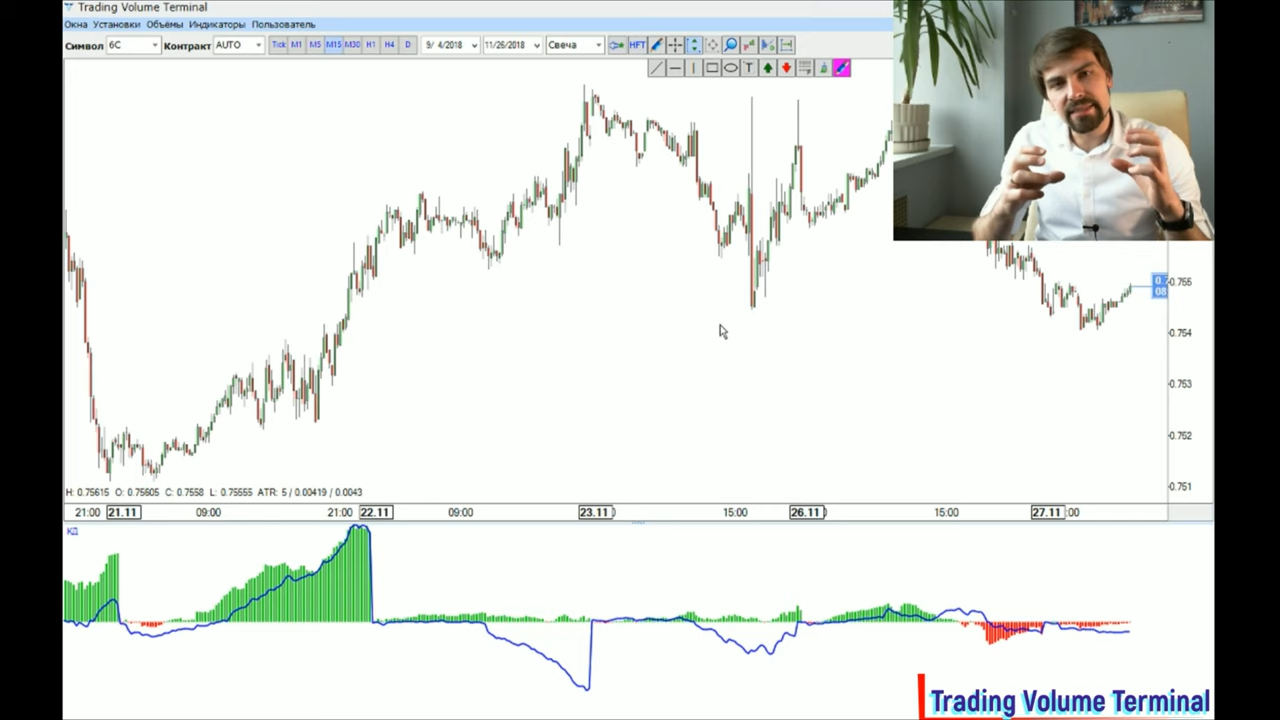 Trading Volume Terminal
Окна Установки Объёмы Индикаторы Пользователь
Символ 6C Контракт AUTO Tick M1 M5 M15 M30 H1 H4 D 9/ 4/2018 11/26/2018 Свеча HFT
T
0.755
0.754
0.753
0.752
0.751
H: 0.75615 O: 0.75605 C: 0.7558 L: 0.75555 ATR: 5 / 0.00419 / 0.0043
21:00 21.11 09:00 21:00 22.11 09:00 23.11 15:00 26.11 15:00 27.11 :00
КД
Trading Volume Terminal